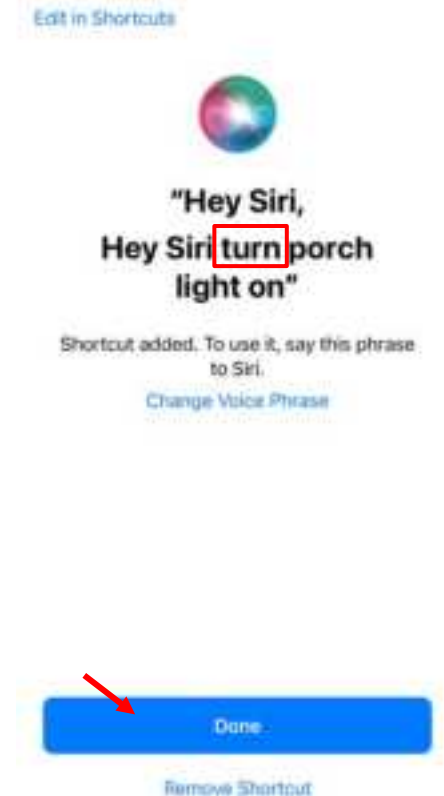 Edit in Shortcuts
"Hey Siri,
Hey Siri turn porch
light on"
Shortcut added. To use it, say this phrase
to Siri.
Change Voice Phrase
Done
Remove Shortcut